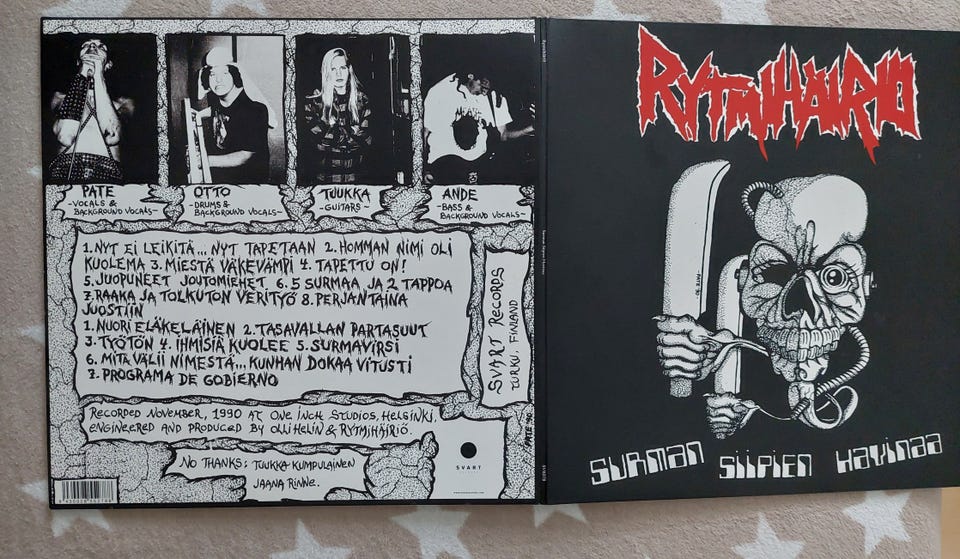 PATE
-VOCALS &
BACKGROUND VOCALS-
OTTO
-DRUMS &
BACKGROUND VOCALS-
TUUKKA
-GUITARS-
ANDE
-BASS &
BACKGROUND VOCALS-
1. NYT EI LEIKITÄ... NYT TAPETAAN 2. HOMMAN NIMI OLI
KUOLEMA 3. MIESTÄ VÄKEVÄMPI 4. TAPETTU ON!
5. JUOPUNEET JOUTOMIEHET 6. 5 SURMAA JA 2 TAPPOA
7. RAAKA JA TOLKUTON VERITYÖ 8. PERJANTAINA
JUOSTIIN
1. NUORI ELÄKELÄINEN 2. TASAVALLAN PARTASUUT
3. TYÖTÖN 4. IHMISIÄ KUOLEE 5. SURMAVIRSI
6. MITÄ VÄLII NIMESTÄ... KUNHAN DOKAA VITUSTI
7. PROGRAMA DE GOBIERNO
SVART RECORDS
TURKU, FINLAND
RECORDED NOVEMBER, 1990 AT ONE INCH STUDIOS, HELSINKI.
ENGINEERED AND PRODUCED BY OLLI HELIN & RYTMIHÄIRIÖ.
PATE '90
NO THANKS: TUUKKA KUMPULAINEN
JAANA RINNE.
SVART
RYTMIHÄIRIÖ
SURMAN SIIPIEN HAVINAA